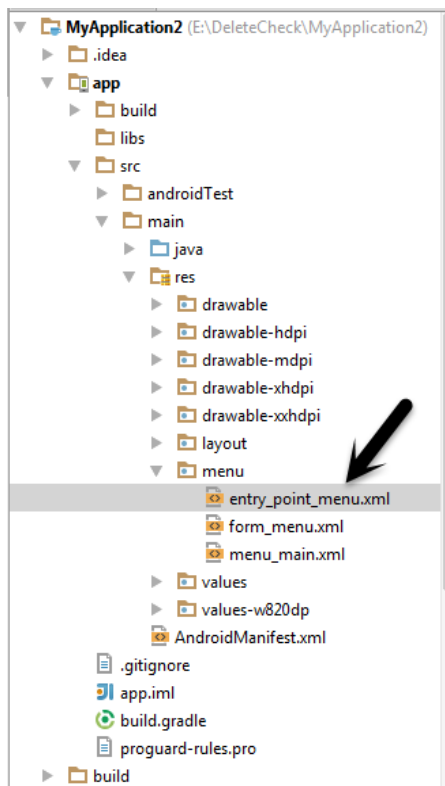 MyApplication2 (E:\DeleteCheck\MyApplication2)
.idea
app
build
libs
src
androidTest
main
java
res
drawable
drawable-hdpi
drawable-mdpi
drawable-xhdpi
drawable-xxhdpi
layout
menu
entry_point_menu.xml
form_menu.xml
menu_main.xml
values
values-w820dp
AndroidManifest.xml
.gitignore
app.iml
build.gradle
proguard-rules.pro
build